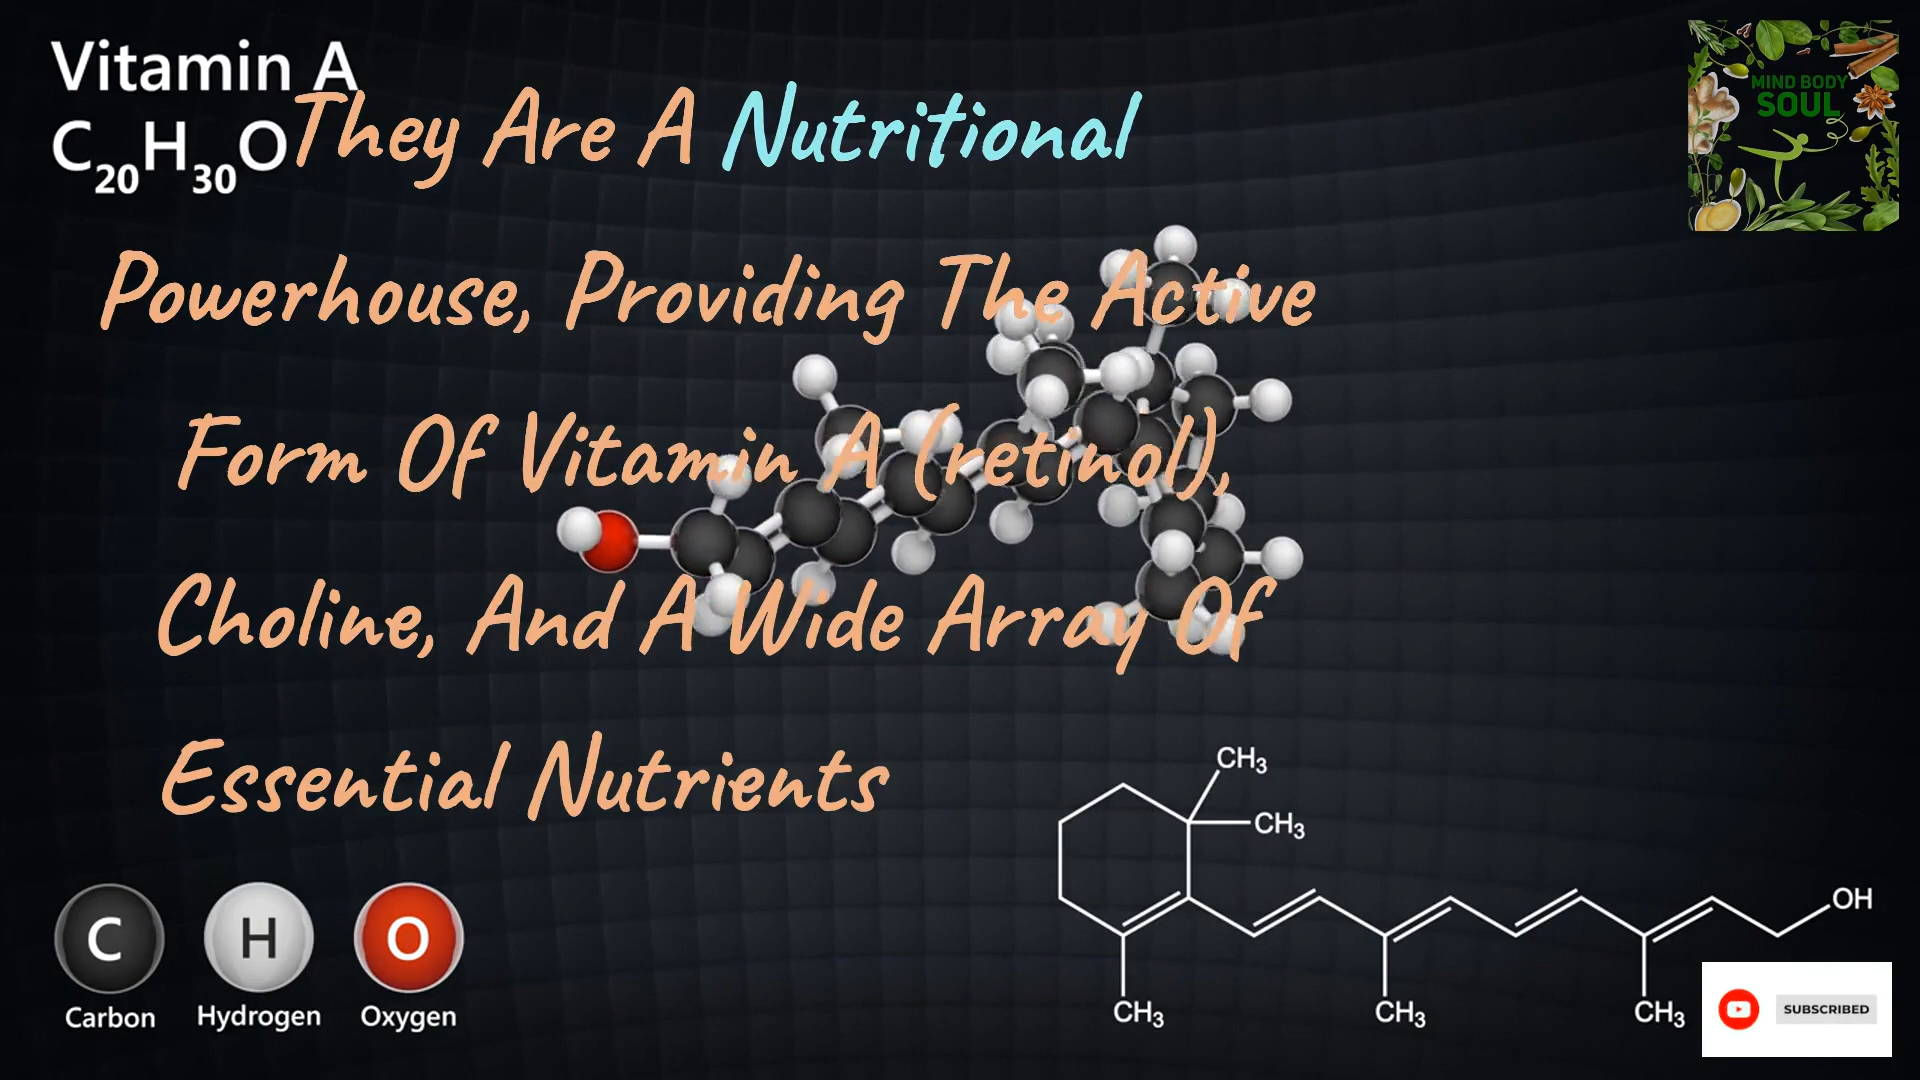 Vitamin A
C20H30O
MIND BODY
SOUL
They Are A Nutritional
Powerhouse, Providing The Active
Form Of Vitamin A (retinol),
Choline, And A Wide Array Of
Essential Nutrients
CH3
CH3
OH
CH3
CH3
CH3
C
H
O
Carbon
Hydrogen
Oxygen
SUBSCRIBED